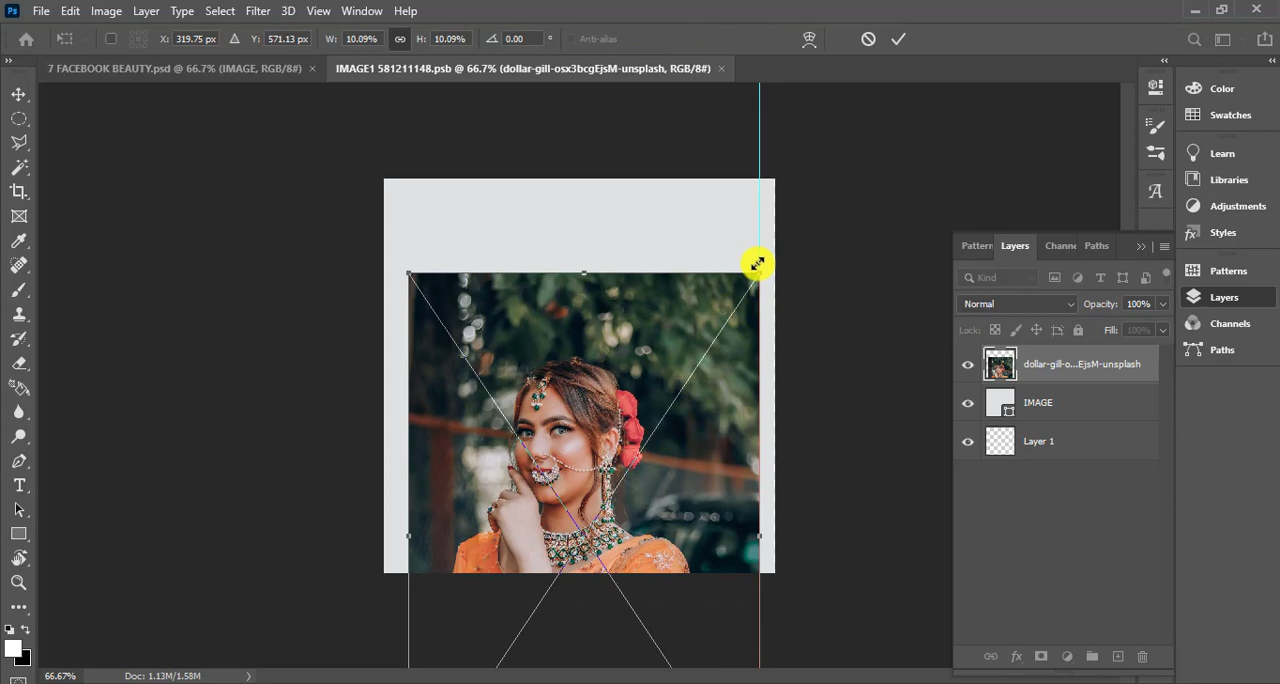 Ps File Edit Image Layer Type Select Filter 3D View Window Help
X: 319.75 px Y: 571.13 px W: 10.09% H: 10.09% 0.00 ° Anti-alias
7 FACEBOOK BEAUTY.psd @ 66.7% (IMAGE, RGB/8#) × IMAGE1 581211148.psb @ 66.7% (dollar-gill-osx3bcgEjsM-unsplash, RGB/8#) ×
Color
Swatches
Learn
Libraries
Adjustments
Styles
Patterns
Layers
Channels
Paths
Pattern Layers Channe Paths
Kind
Normal Opacity: 100%
Lock: Fill: 100%
dollar-gill-o...EjsM-unsplash
IMAGE
Layer 1
66.67% Doc: 1.13M/1.58M